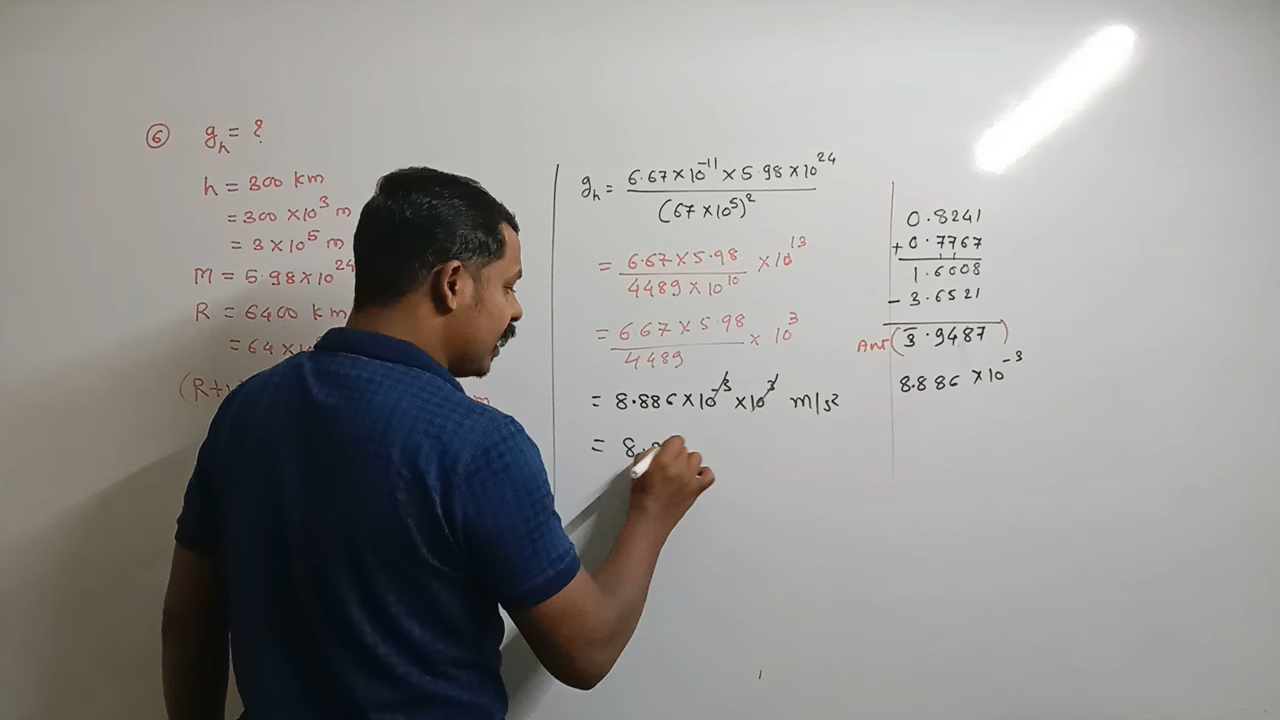 ⑥ gₕ = ?
h = 300 km
= 300 × 10³ m
= 3 × 10⁵ m
M = 5.98 × 10²⁴
R = 6400 km
= 64 × 10
(R+
m
gₕ = 6.67 × 10⁻¹¹ × 5.98 × 10²⁴
(67 × 10⁵)²
= 6.67 × 5.98 × 10¹³
4489 × 10¹⁰
= 6.67 × 5.98 × 10³
4489
= 8.886 × 10⁻³ × 10³ m/s²
= 8.8
0.8241
+ 0.7767
1.6008
- 3.6521
Ans (3̅.9487)
8.886 × 10⁻³